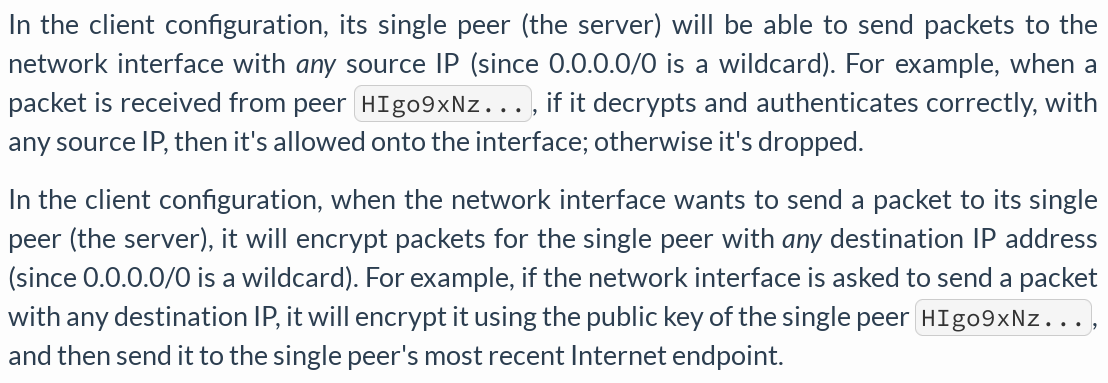 In the client configuration, its single peer (the server) will be able to send packets to the
network interface with any source IP (since 0.0.0.0/0 is a wildcard). For example, when a
packet is received from peer HIgo9xNz..., if it decrypts and authenticates correctly, with
any source IP, then it's allowed onto the interface; otherwise it's dropped.
In the client configuration, when the network interface wants to send a packet to its single
peer (the server), it will encrypt packets for the single peer with any destination IP address
(since 0.0.0.0/0 is a wildcard). For example, if the network interface is asked to send a packet
with any destination IP, it will encrypt it using the public key of the single peer HIgo9xNz...,
and then send it to the single peer's most recent Internet endpoint.